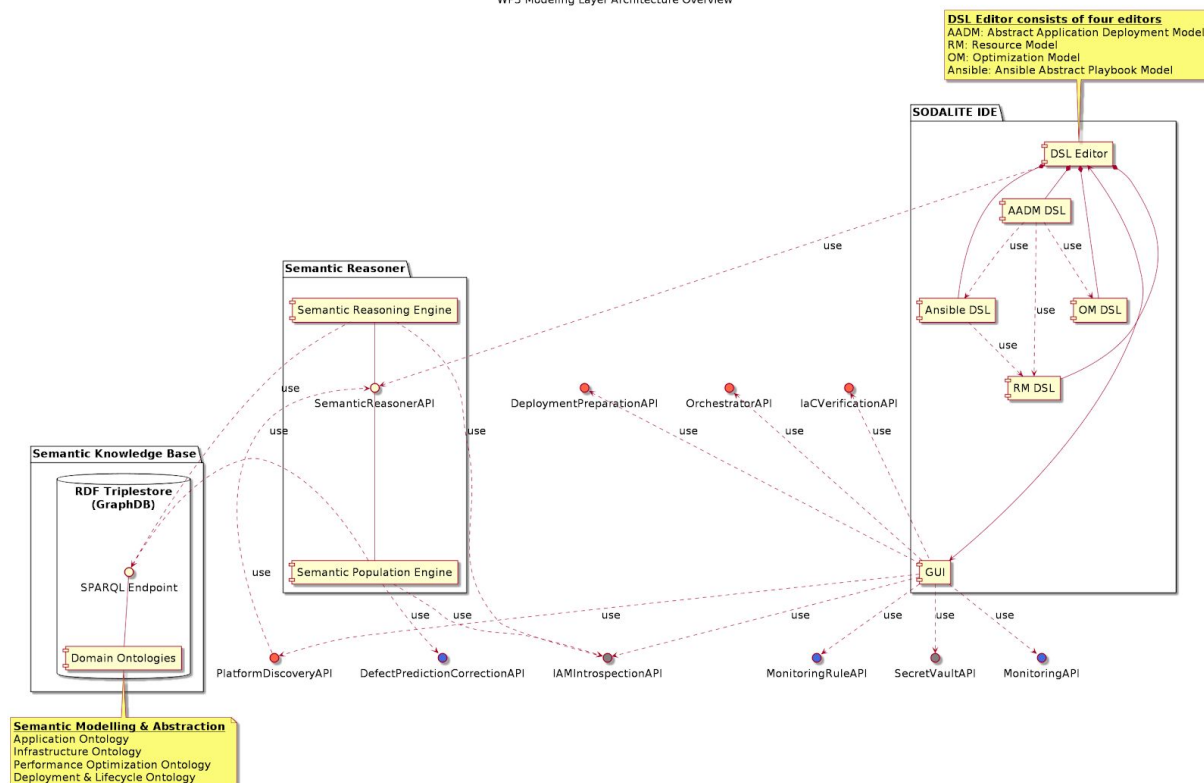 WP3 Modeling Layer Architecture Overview
DSL Editor consists of four editors
AADM: Abstract Application Deployment Model
RM: Resource Model
OM: Optimization Model
Ansible: Ansible Abstract Playbook Model
SODALITE IDE
DSL Editor
AADM DSL
use
use
use
Ansible DSL
OM DSL
use
use
RM DSL
Semantic Reasoner
Semantic Reasoning Engine
use
SemanticReasonerAPI
DeploymentPreparationAPI
OrchestratorAPI
IaCVerificationAPI
use
use
use
use
use
Semantic Knowledge Base
RDF Triplestore
(GraphDB)
SPARQL Endpoint
use
Semantic Population Engine
GUI
use
use
use
use
use
use
use
Domain Ontologies
PlatformDiscoveryAPI
DefectPredictionCorrectionAPI
IAMIntrospectionAPI
MonitoringRuleAPI
SecretVaultAPI
MonitoringAPI
Semantic Modelling & Abstraction
Application Ontology
Infrastructure Ontology
Performance Optimization Ontology
Deployment & Lifecycle Ontology